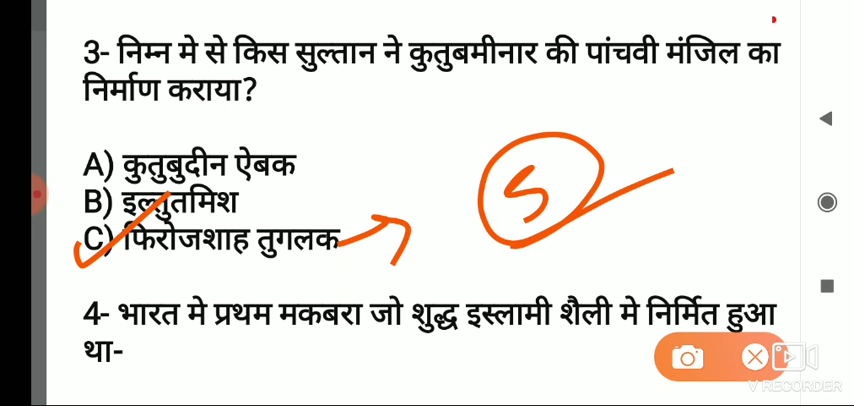 3- निम्न मे से किस सुल्तान ने कुतुबमीनार की पांचवी मंजिल का
निर्माण कराया?
A) कुतुबुदीन ऐबक
B) इल्तुतमिश
C) फिरोजशाह तुगलक
5
4- भारत मे प्रथम मकबरा जो शुद्ध इस्लामी शैली मे निर्मित हुआ
था-
V RECORDER